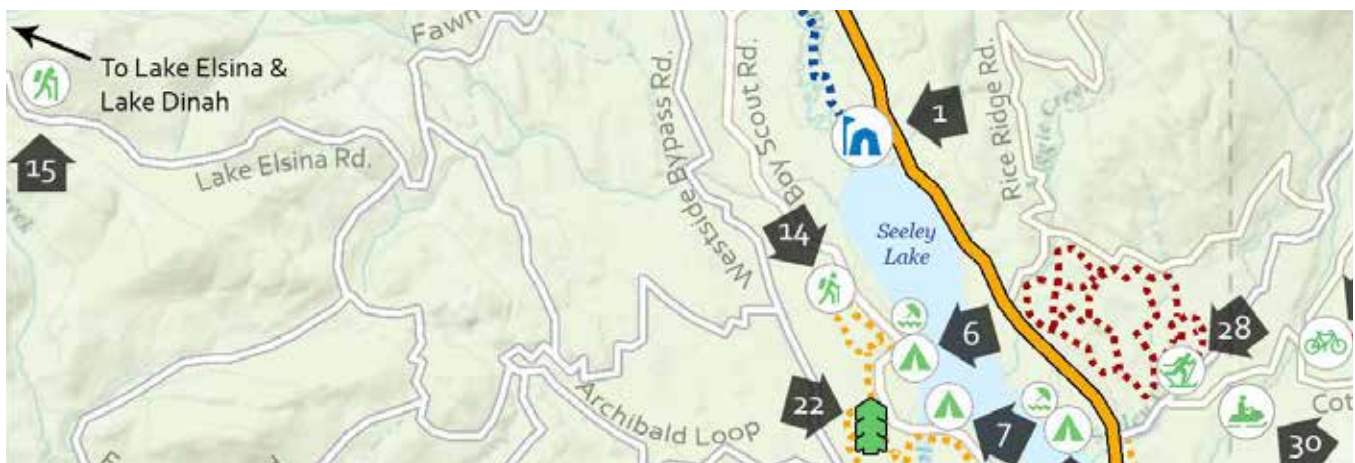 To Lake Elsina &
Lake Dinah
Fawn
15
Lake Elsina Rd.
Westside Bypass Rd.
Boy Scout Rd.
1
Rice Ridge Rd.
14
Seeley
Lake
6
28
22
Archibald Loop
7
30
Cot